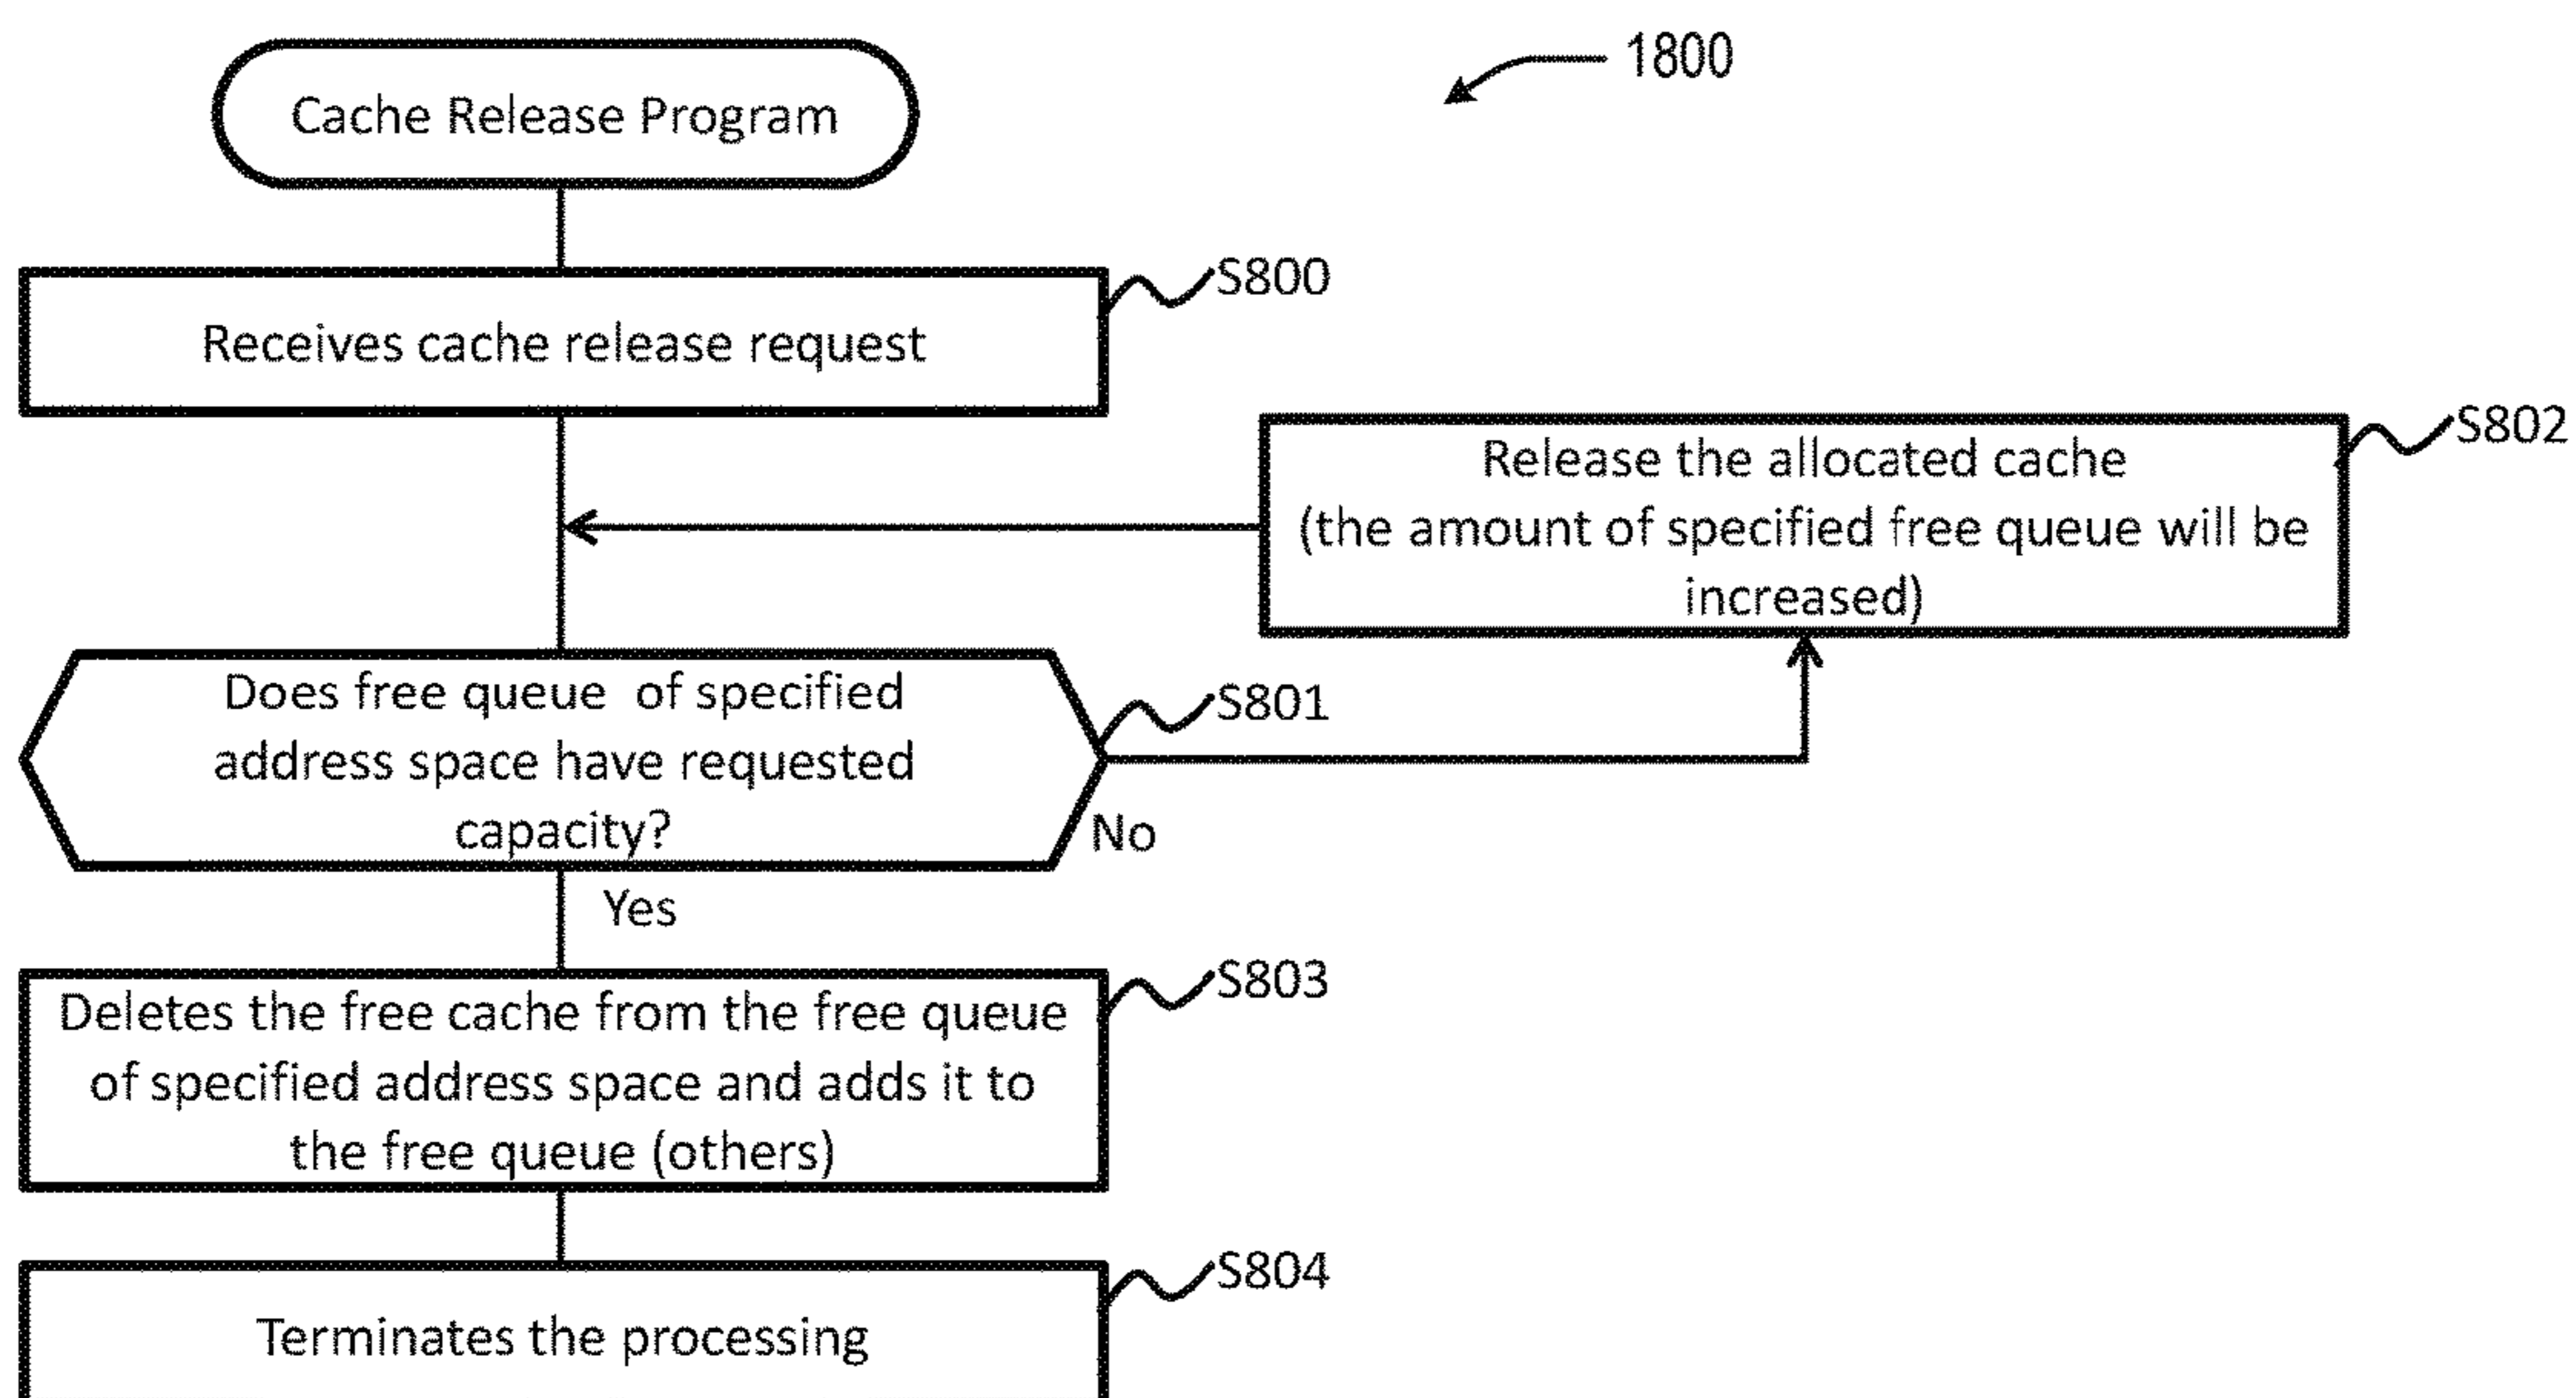 1800
Cache Release Program
S800
Receives cache release request
S802
Release the allocated cache
(the amount of specified free queue will be
increased)
S801
Does free queue of specified
address space have requested
capacity?
No
Yes
S803
Deletes the free cache from the free queue
of specified address space and adds it to
the free queue (others)
S804
Terminates the processing